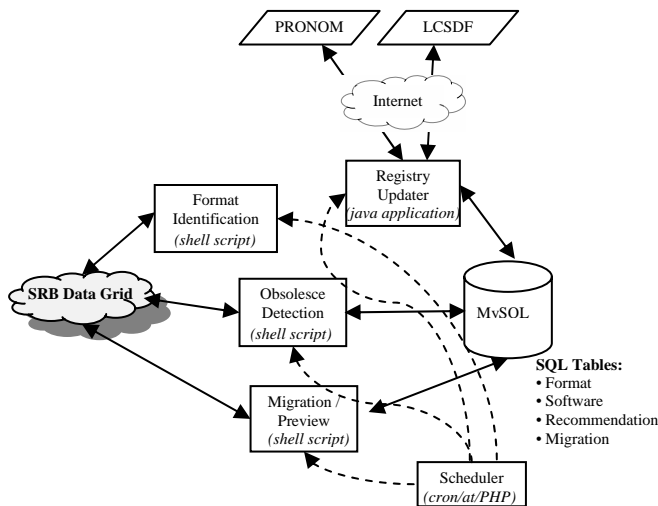 PRONOM
LCSDF
Internet
Registry
Updater
(java application)
Format
Identification
(shell script)
SRB Data Grid
Obsolesce
Detection
(shell script)
MySQL
SQL Tables:
• Format
• Software
• Recommendation
• Migration
Migration /
Preview
(shell script)
Scheduler
(cron/at/PHP)